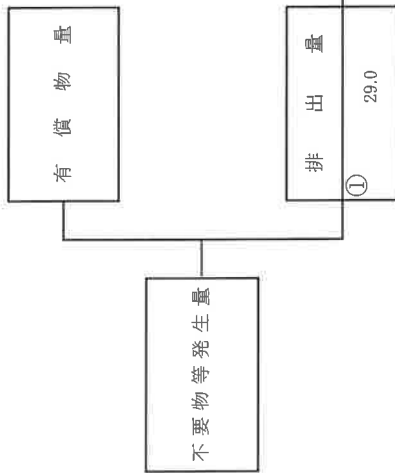 不要物等発生量
有償物量
排出量
①
29.0